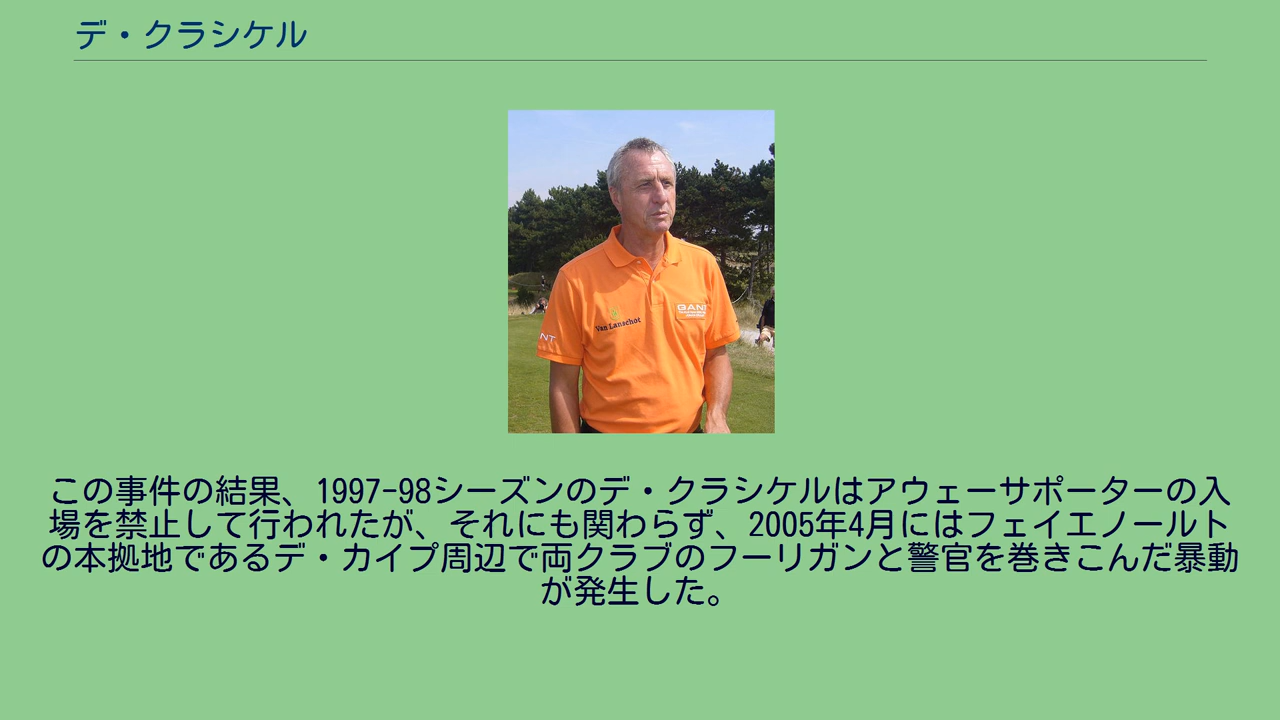 デ・クラシケル
Van Lanschot
GANT
NT
この事件の結果、1997-98シーズンのデ・クラシケルはアウェーサポーターの入
場を禁止して行われたが、それにも関わらず、2005年4月にはフェイエノールト
の本拠地であるデ・カイプ周辺で両クラブのフーリガンと警官を巻きこんだ暴動
が発生した。